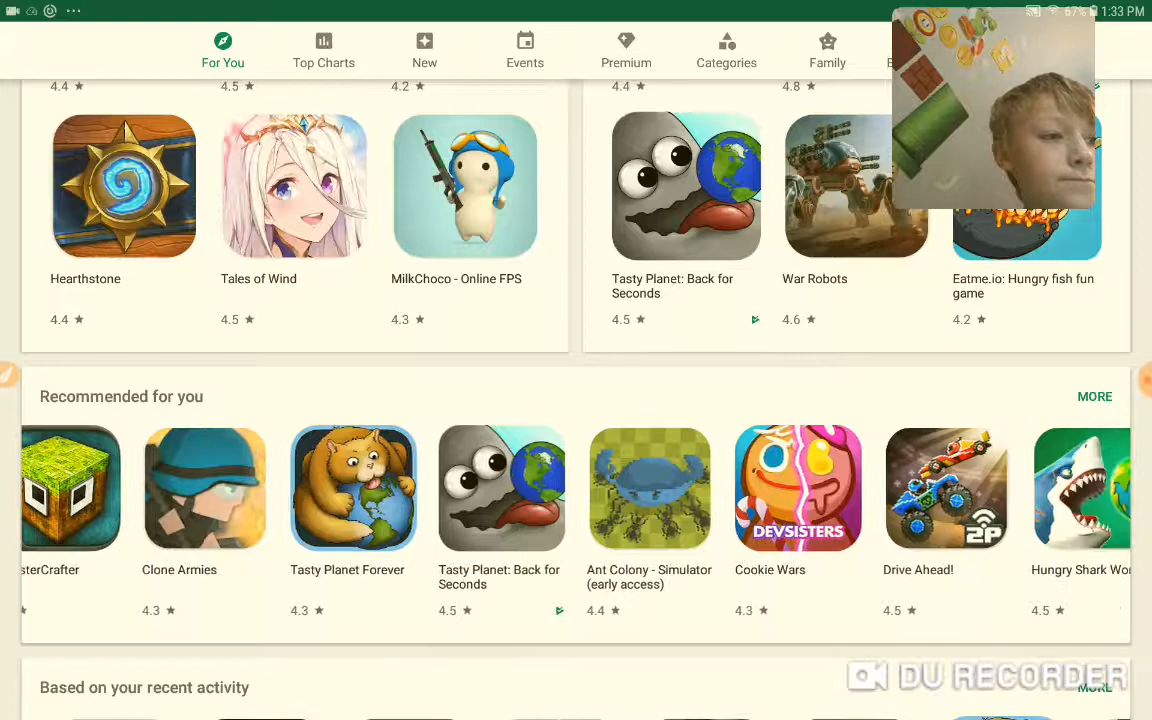 1:33 PM
67%
For You
Top Charts
New
Events
Premium
Categories
Family
4.4 ★
4.5 ★
4.2 ★
4.4 ★
4.8 ★
Hearthstone
Tales of Wind
MilkChoco - Online FPS
Tasty Planet: Back for
Seconds
War Robots
Eatme.io: Hungry fish fun
game
4.4 ★
4.5 ★
4.3 ★
4.5 ★
4.6 ★
4.2 ★
Recommended for you
MORE
DEVSISTERS
2P
sterCrafter
Clone Armies
Tasty Planet Forever
Tasty Planet: Back for
Seconds
Ant Colony - Simulator
(early access)
Cookie Wars
Drive Ahead!
Hungry Shark Wor
4.3 ★
4.3 ★
4.5 ★
4.4 ★
4.3 ★
4.5 ★
4.5 ★
Based on your recent activity
MORE
DU RECORDER